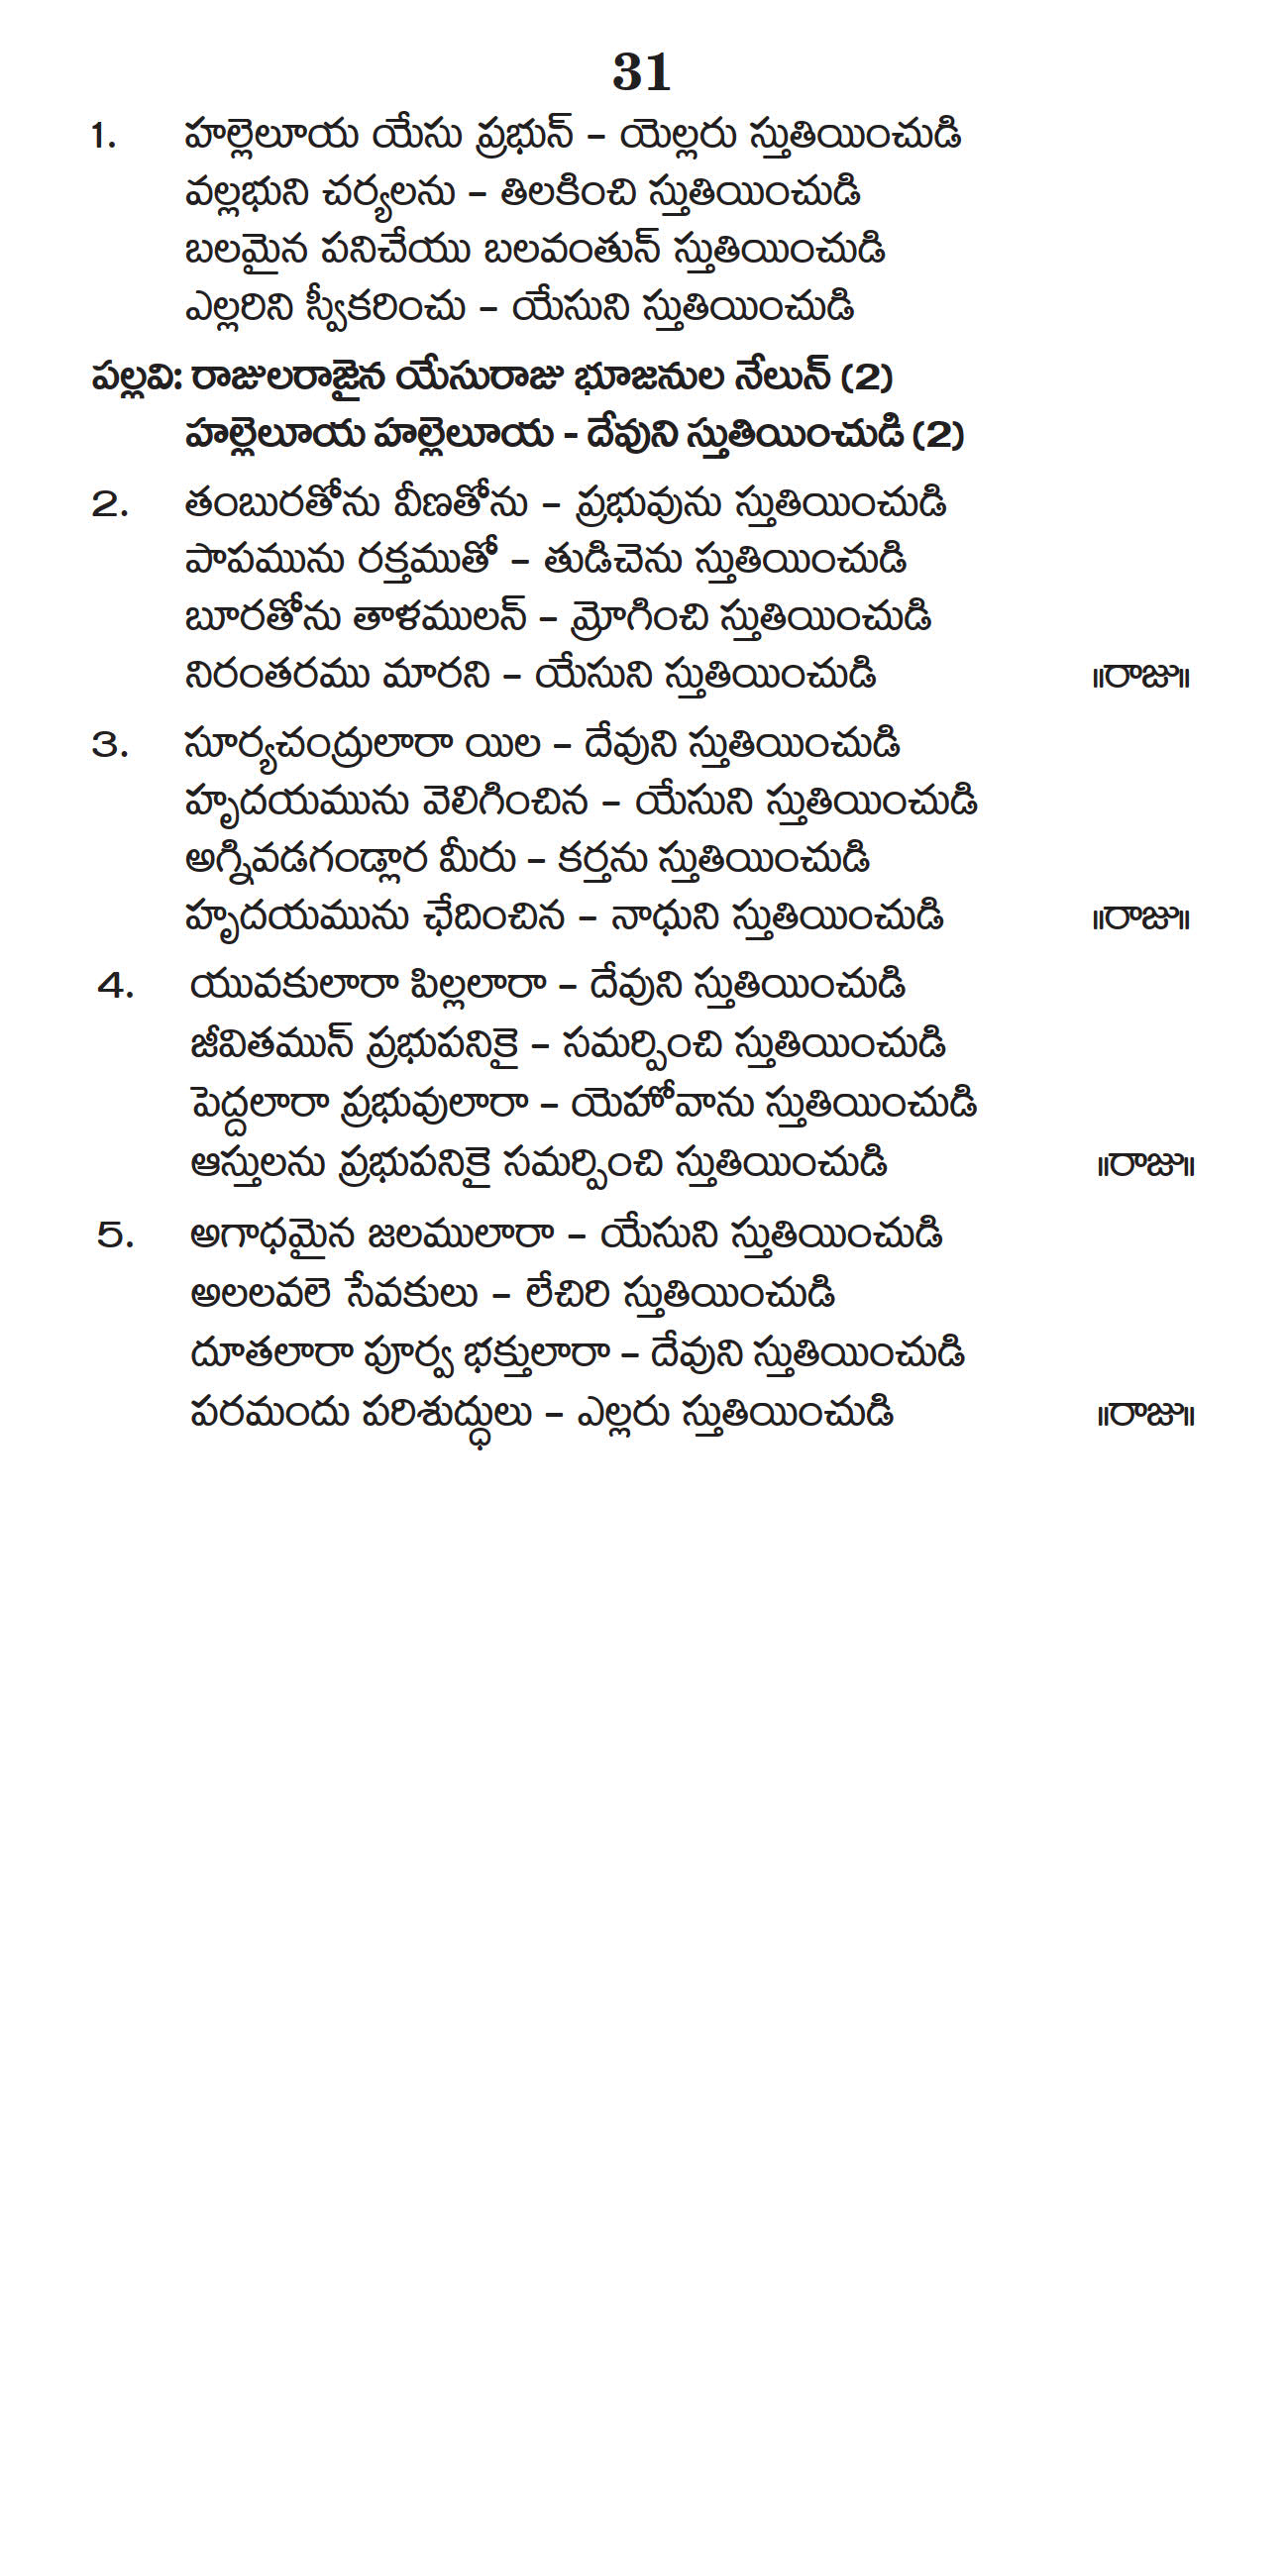 31
1. హల్లెలూయ యేసు ప్రభున్ – యెల్లరు స్తుతియించుడి
వల్లభుని చర్యలను – తిలకించి స్తుతియించుడి
బలమైన పనిచేయు బలవంతున్ స్తుతియించుడి
ఎల్లరిని స్వీకరించు – యేసుని స్తుతియించుడి
పల్లవి: రాజులరాజైన యేసురాజు భూజనుల నేలున్ (2)
హల్లెలూయ హల్లెలూయ - దేవుని స్తుతియించుడి (2)
2. తంబురతోను వీణతోను – ప్రభువును స్తుతియించుడి
పాపమును రక్తముతో – తుడిచెను స్తుతియించుడి
బూరతోను తాళములన్ – మ్రోగించి స్తుతియించుడి
నిరంతరము మారని – యేసుని స్తుతియించుడి ॥రాజు॥
3. సూర్యచంద్రులారా యిల – దేవుని స్తుతియించుడి
హృదయమును వెలిగించిన – యేసుని స్తుతియించుడి
అగ్నివడగండ్లార మీరు – కర్తను స్తుతియించుడి
హృదయమును ఛేదించిన – నాధుని స్తుతియించుడి ॥రాజు॥
4. యువకులారా పిల్లలారా – దేవుని స్తుతియించుడి
జీవితమున్ ప్రభుపనికై – సమర్పించి స్తుతియించుడి
పెద్దలారా ప్రభువులారా – యెహోవాను స్తుతియించుడి
ఆస్తులను ప్రభుపనికై సమర్పించి స్తుతియించుడి ॥రాజు॥
5. అగాధమైన జలములారా – యేసుని స్తుతియించుడి
అలలవలె సేవకులు – లేచిరి స్తుతియించుడి
దూతలారా పూర్వ భక్తులారా – దేవుని స్తుతియించుడి
పరమందు పరిశుద్ధులు – ఎల్లరు స్తుతియించుడి ॥రాజు॥